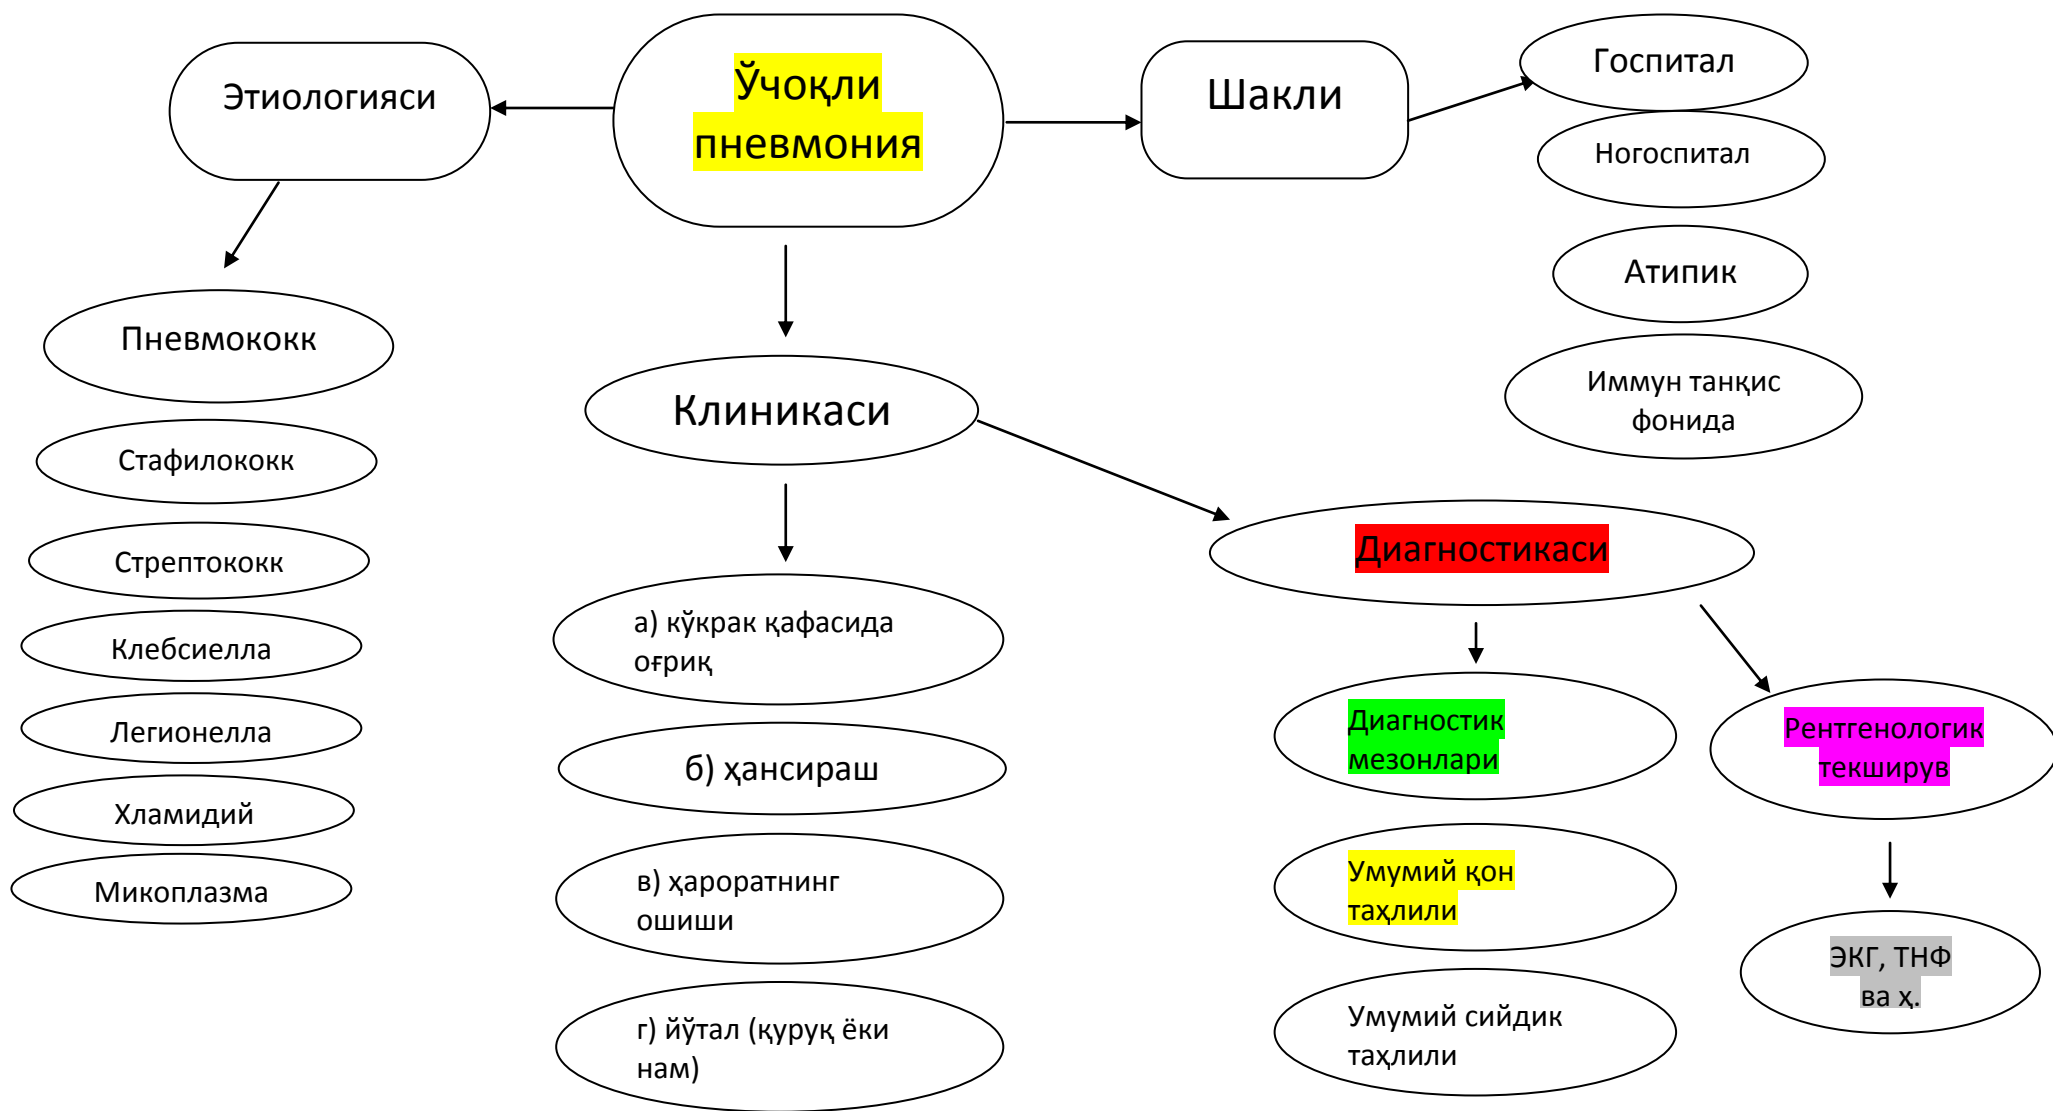 Этиологияси
Ўчоқли
пневмония
Шакли
Госпитал
Ногоспитал
Атипик
Иммун танқис
фонида
Пневмококк
Стафилококк
Стрептококк
Клебсиелла
Легионелла
Хламидий
Микоплазма
Клиникаси
а) кўкрак қафасида
оғриқ
б) ҳансираш
в) ҳароратнинг
ошиши
г) йўтал (қуруқ ёки
нам)
Диагностикаси
Диагностик
мезонлари
Умумий қон
таҳлили
Умумий сийдик
таҳлили
Рентгенологик
текширув
ЭКГ, ТНФ
ва ҳ.